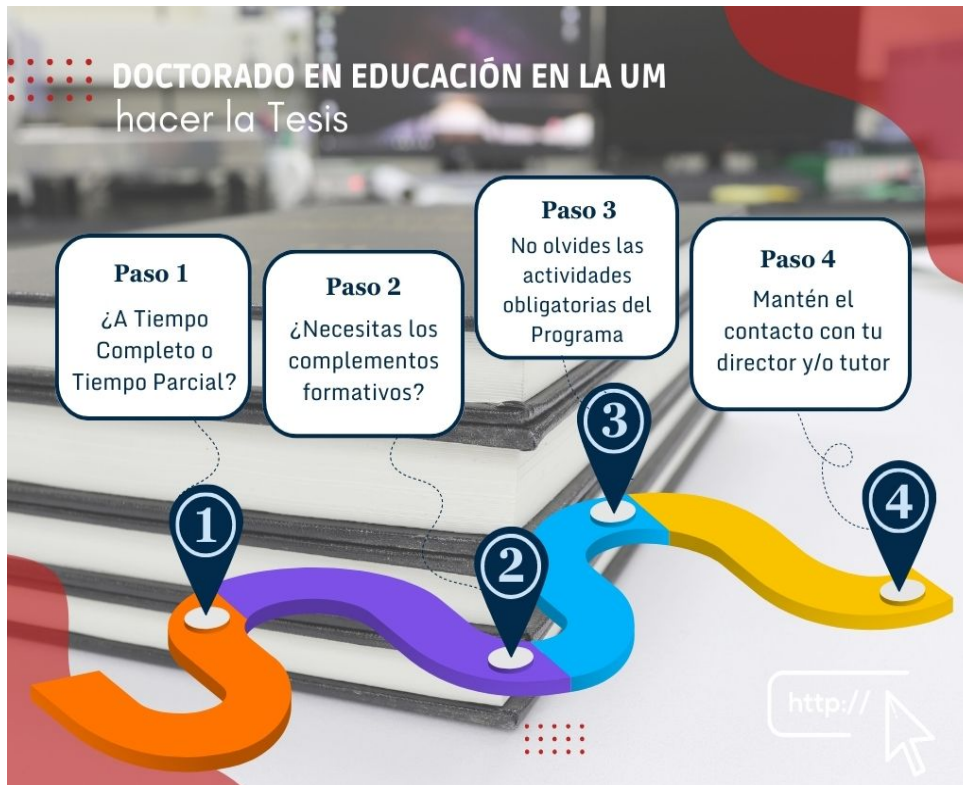 DOCTORADO EN EDUCACIÓN EN LA UM
hacer la Tesis
Paso 1
¿A Tiempo
Completo o
Tiempo Parcial?
Paso 2
¿Necesitas los
complementos
formativos?
Paso 3
No olvides las
actividades
obligatorias del
Programa
Paso 4
Mantén el
contacto con tu
director y/o tutor
1
2
3
4
http://